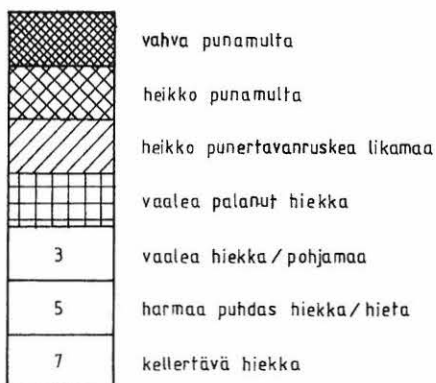 vahva punamulta
heikko punamulta
heikko punertavanruskea likamaa
vaalea palanut hiekka
3 vaalea hiekka / pohjamaa
5 harmaa puhdas hiekka / hieta
7 kellertävä hiekka